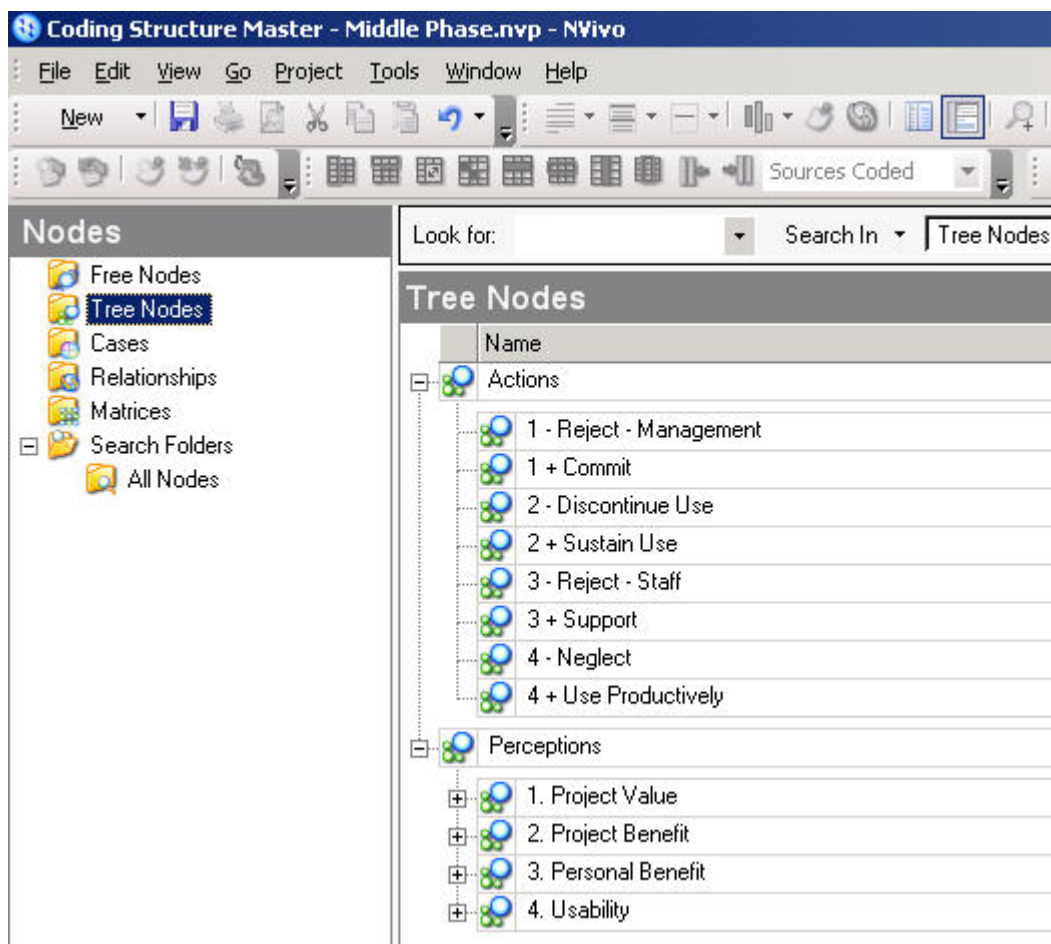 Coding Structure Master - Middle Phase.nvp - NVivo
File Edit View Go Project Tools Window Help
New
Sources Coded
Nodes
Free Nodes
Tree Nodes
Cases
Relationships
Matrices
Search Folders
All Nodes
Look for: Search In Tree Nodes
Tree Nodes
Name
Actions
1 - Reject - Management
1 + Commit
2 - Discontinue Use
2 + Sustain Use
3 - Reject - Staff
3 + Support
4 - Neglect
4 + Use Productively
Perceptions
1. Project Value
2. Project Benefit
3. Personal Benefit
4. Usability